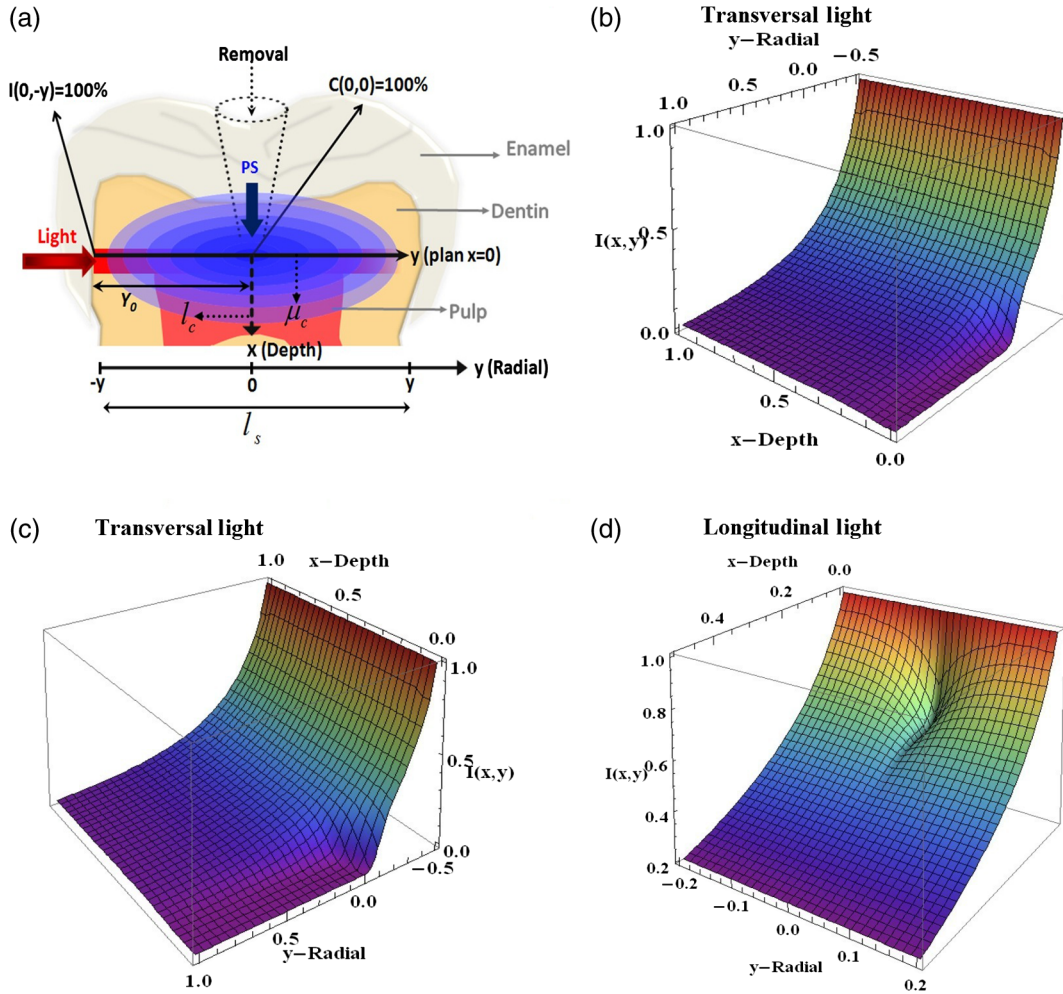 (a)
Removal
I(0,-y)=100%
C(0,0)=100%
Enamel
PS
Dentin
Light
y (plan x=0)
Y₀
l_c
μ_c
Pulp
x (Depth)
y (Radial)
-y
0
y
l_s
(b)
Transversal light
y−Radial
−0.5
0.0
0.5
1.0
1.0
0.5
I(x,y)
0.0
1.0
0.5
x−Depth
0.0
(c)
Transversal light
1.0
x−Depth
0.5
0.0
1.0
0.5
I(x,y)
0.0
−0.5
0.0
0.5
y−Radial
1.0
(d)
Longitudinal light
x−Depth
0.0
0.2
0.4
1.0
0.8
I(x,y)
0.6
0.4
0.2
−0.2
−0.1
0.0
0.1
y−Radial
0.2